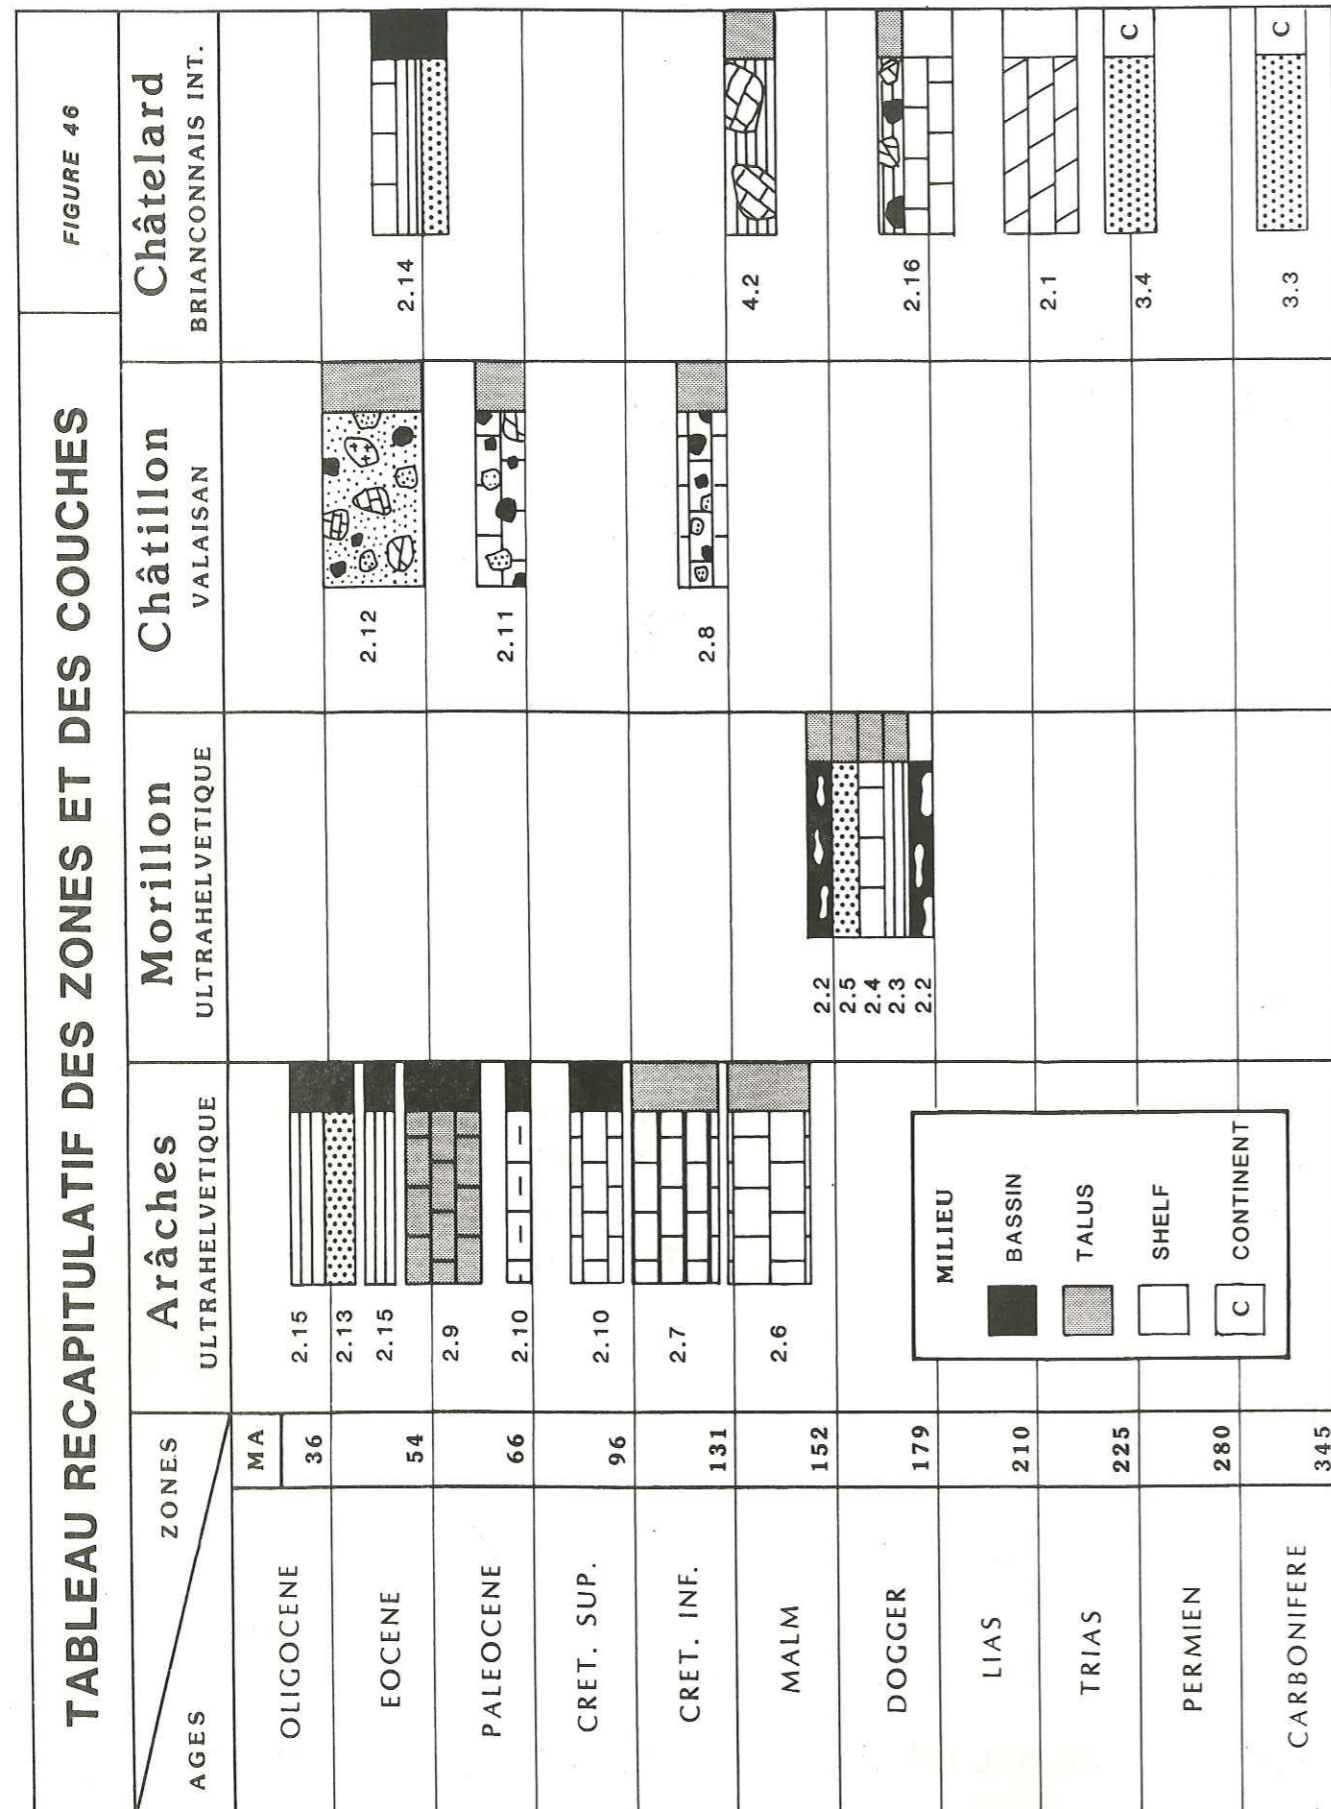 TABLEAU RECAPITULATIF DES ZONES ET DES COUCHES
FIGURE 46
AGES
ZONES
Arâches
ULTRAHELVETIQUE
Morillon
ULTRAHELVETIQUE
Châtillon
VALAISAN
Châtelard
BRIANCONNAIS INT.
MA
OLIGOCENE
36
2.15
EOCENE
54
2.13
2.15
2.12
2.14
PALEOCENE
66
2.9
2.10
2.11
CRET. SUP.
96
2.10
CRET. INF.
131
2.7
2.8
MALM
152
2.6
2.2
4.2
DOGGER
179
2.5
2.4
2.3
2.2
2.16
LIAS
210
TRIAS
225
2.1
3.4
C
PERMIEN
280
CARBONIFERE
345
3.3
C
MILIEU
BASSIN
TALUS
SHELF
C CONTINENT